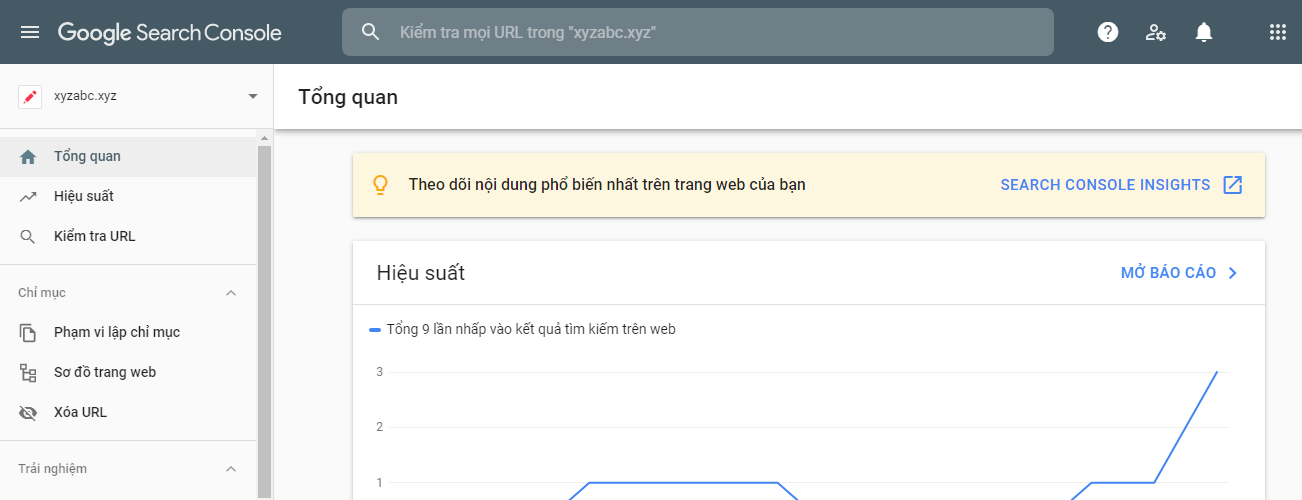 Google Search Console
Kiểm tra mọi URL trong "xyzabc.xyz"
xyzabc.xyz
Tổng quan
Hiệu suất
Kiểm tra URL
Chỉ mục
Phạm vi lập chỉ mục
Sơ đồ trang web
Xóa URL
Trải nghiệm
Tổng quan
Theo dõi nội dung phổ biến nhất trên trang web của bạn
SEARCH CONSOLE INSIGHTS
Hiệu suất
MỞ BÁO CÁO
Tổng 9 lần nhấp vào kết quả tìm kiếm trên web
3
2
1